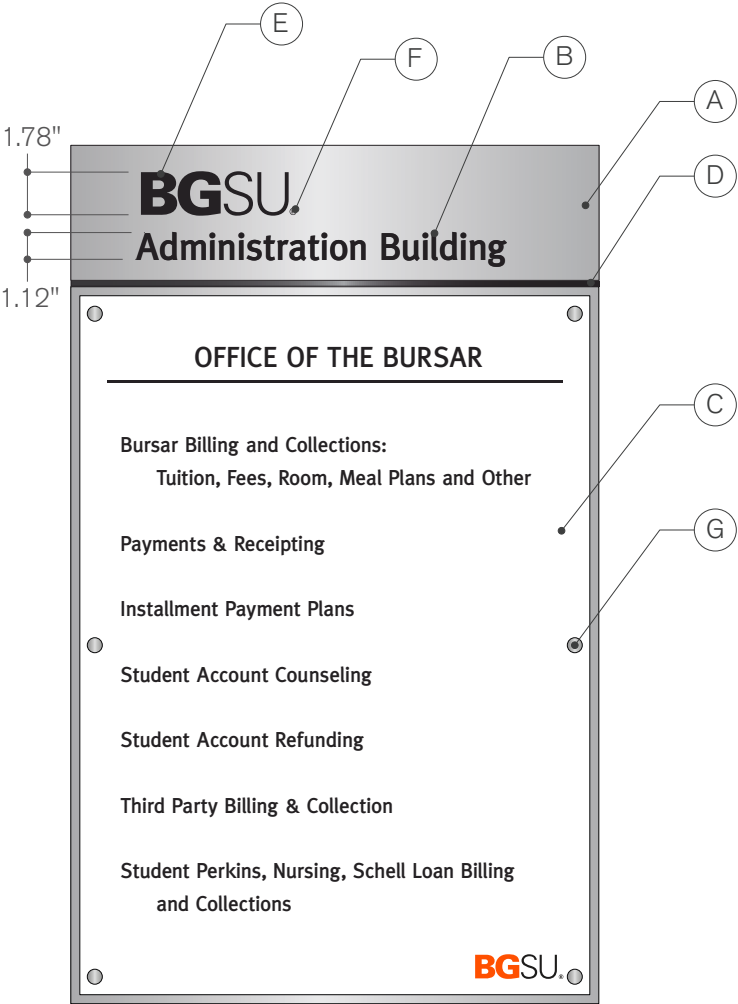 E
F
B
A
1.78"
D
BGSU®
Administration Building
1.12"
OFFICE OF THE BURSAR
C
Bursar Billing and Collections:
Tuition, Fees, Room, Meal Plans and Other
G
Payments & Receipting
Installment Payment Plans
Student Account Counseling
Student Account Refunding
Third Party Billing & Collection
Student Perkins, Nursing, Schell Loan Billing
and Collections
BGSU®